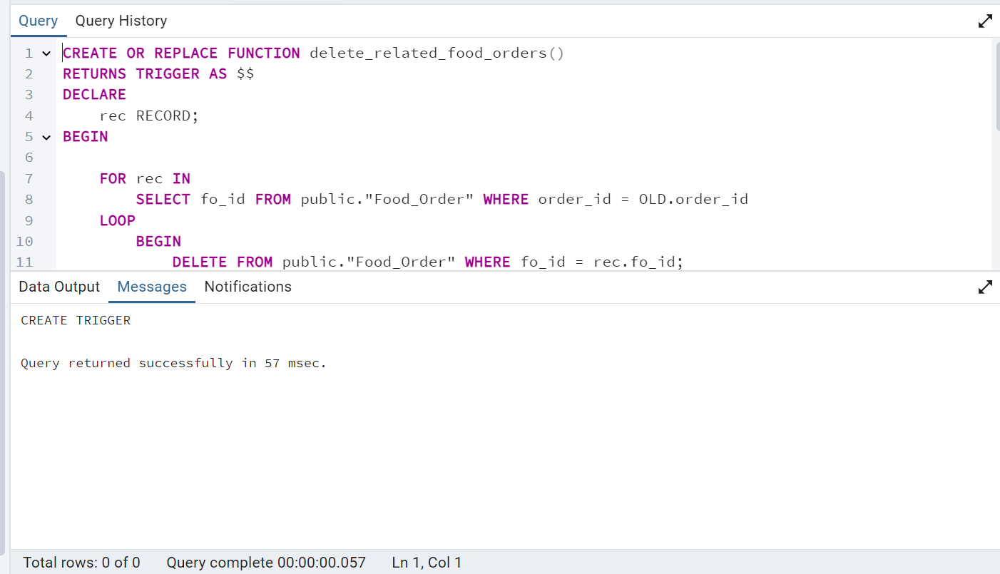 Query Query History
1 CREATE OR REPLACE FUNCTION delete_related_food_orders()
2 RETURNS TRIGGER AS $$
3 DECLARE
4     rec RECORD;
5 BEGIN
6
7     FOR rec IN
8         SELECT fo_id FROM public."Food_Order" WHERE order_id = OLD.order_id
9     LOOP
10         BEGIN
11             DELETE FROM public."Food_Order" WHERE fo_id = rec.fo_id;
Data Output Messages Notifications
CREATE TRIGGER
Query returned successfully in 57 msec.
Total rows: 0 of 0 Query complete 00:00:00.057 Ln 1, Col 1